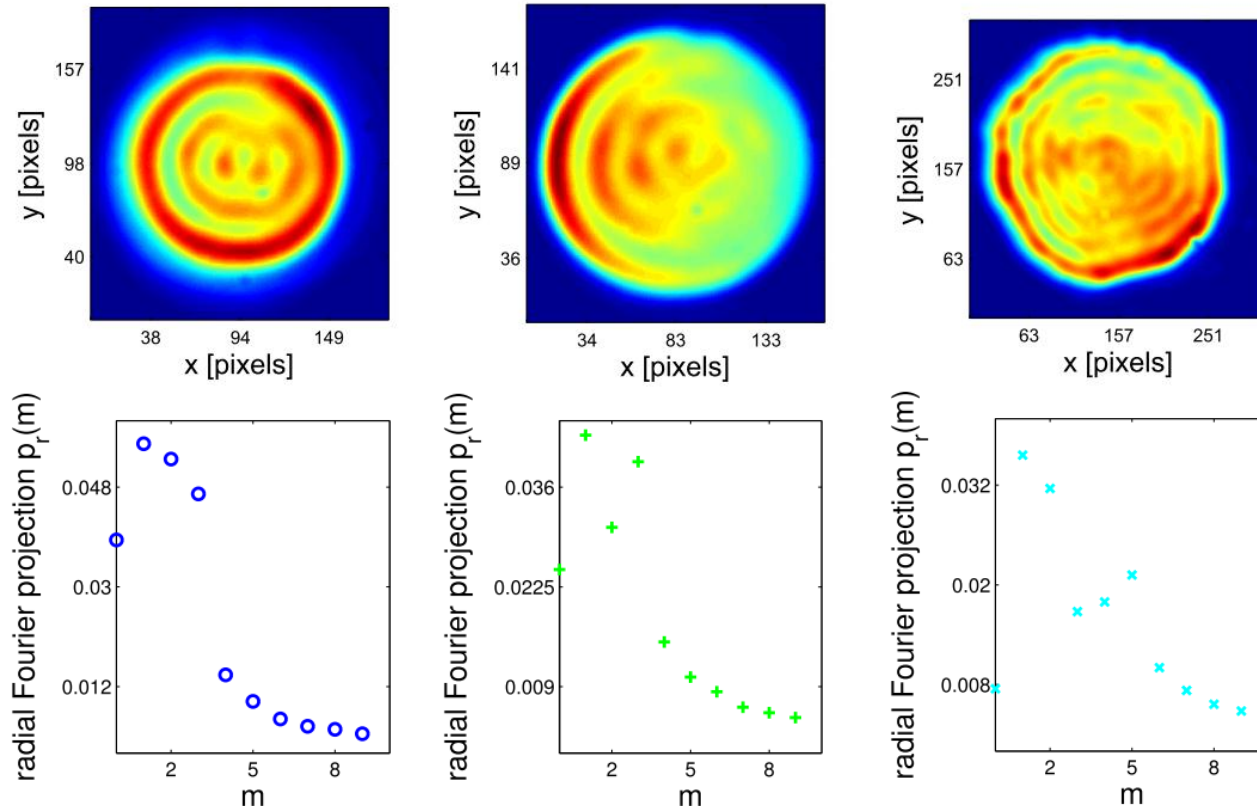 157
98
40
y [pixels]
38 94 149
x [pixels]
141
89
36
y [pixels]
34 83 133
x [pixels]
251
157
63
y [pixels]
63 157 251
x [pixels]
radial Fourier projection p_r(m)
0.048
0.03
0.012
2 5 8
m
radial Fourier projection p_r(m)
0.036
0.0225
0.009
2 5 8
m
radial Fourier projection p_r(m)
0.032
0.02
0.008
2 5 8
m